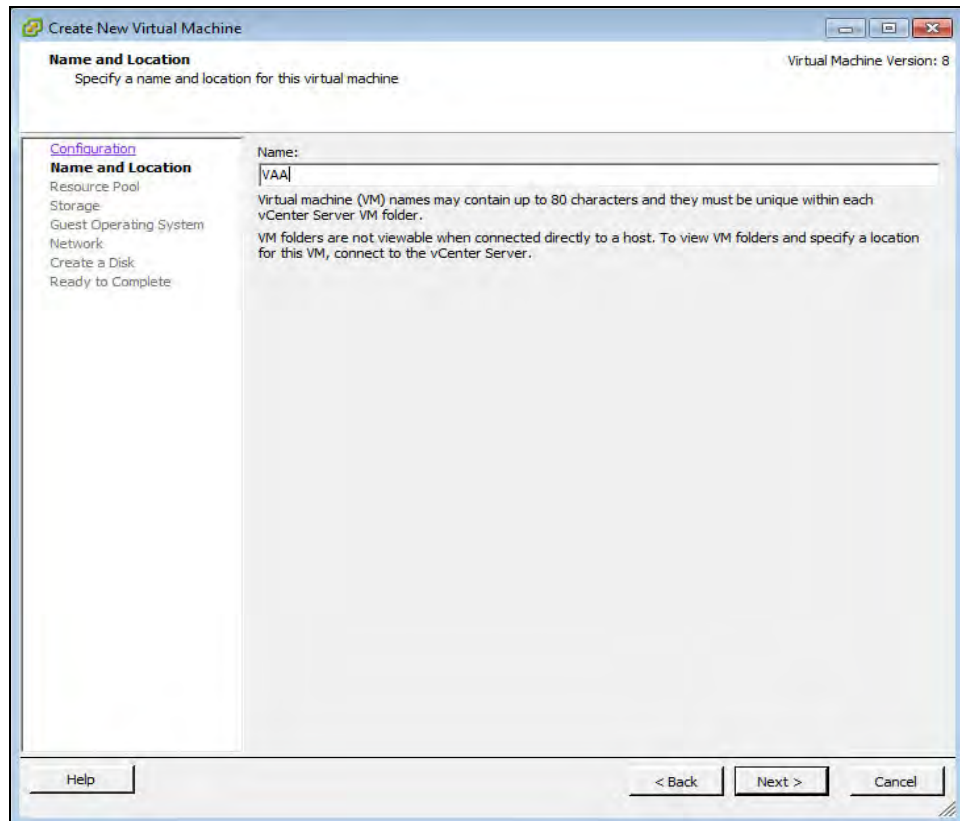 Create New Virtual Machine
Name and Location
Virtual Machine Version: 8
Specify a name and location for this virtual machine
Configuration
Name and Location
Resource Pool
Storage
Guest Operating System
Network
Create a Disk
Ready to Complete
Name:
VAA
Virtual machine (VM) names may contain up to 80 characters and they must be unique within each
vCenter Server VM folder.
VM folders are not viewable when connected directly to a host. To view VM folders and specify a location
for this VM, connect to the vCenter Server.
Help
< Back
Next >
Cancel